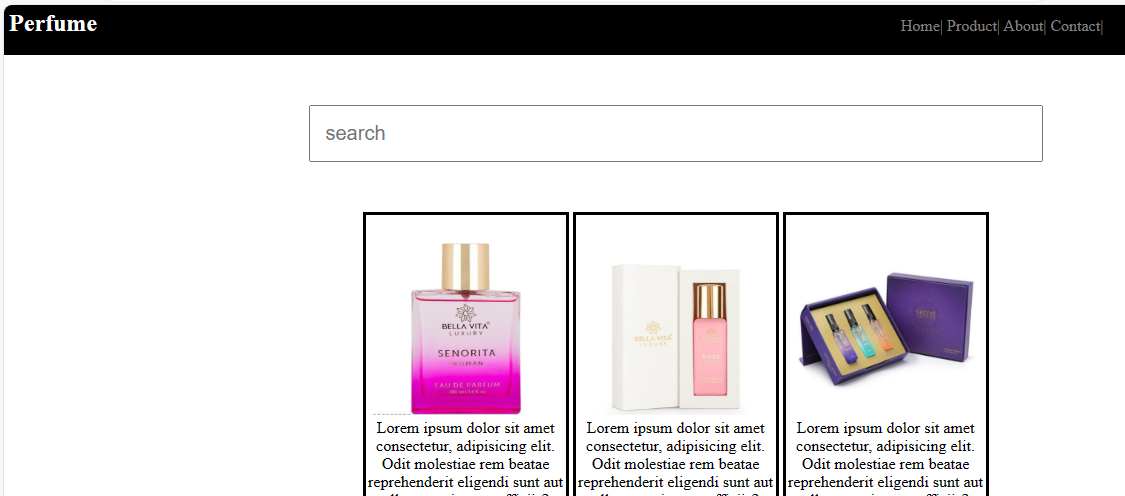 Perfume
Home| Product| About| Contact|
search
BELLA VITA
LUXURY
SENORITA
WOMAN
EAU DE PARFUM
BELLA VITA
LUXURY
Lorem ipsum dolor sit amet
consectetur, adipisicing elit.
Odit molestiae rem beatae
reprehenderit eligendi sunt aut
Lorem ipsum dolor sit amet
consectetur, adipisicing elit.
Odit molestiae rem beatae
reprehenderit eligendi sunt aut
Lorem ipsum dolor sit amet
consectetur, adipisicing elit.
Odit molestiae rem beatae
reprehenderit eligendi sunt aut